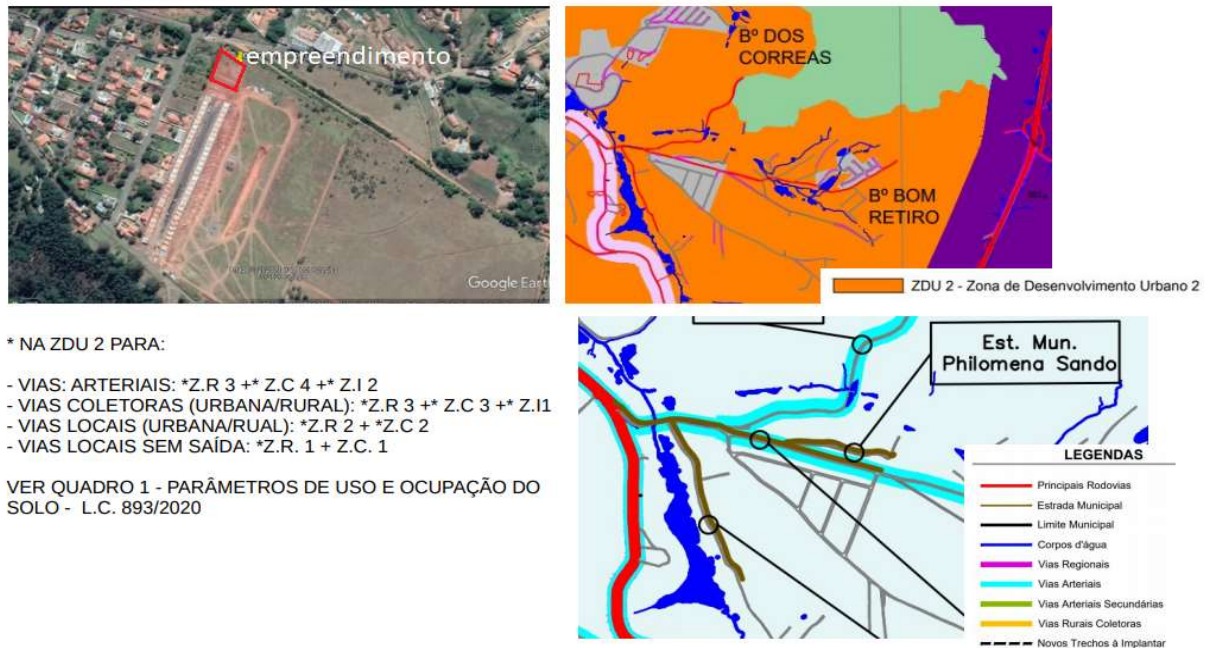 empreendimento
Google Eart
Bº DOS
CORREAS
Bº BOM
RETIRO
ZDU 2 - Zona de Desenvolvimento Urbano 2
* NA ZDU 2 PARA:
- VIAS: ARTERIAIS: *Z.R 3 +* Z.C 4 +* Z.I 2
- VIAS COLETORAS (URBANA/RURAL): *Z.R 3 +* Z.C 3 +* Z.I1
- VIAS LOCAIS (URBANA/RUAL): *Z.R 2 + *Z.C 2
- VIAS LOCAIS SEM SAÍDA: *Z.R. 1 + Z.C. 1
VER QUADRO 1 - PARÂMETROS DE USO E OCUPAÇÃO DO
SOLO - L.C. 893/2020
Est. Mun.
Philomena Sando
LEGENDAS
Principais Rodovias
Estrada Municipal
Limite Municipal
Corpos d'água
Vias Regionais
Vias Arteriais
Vias Arteriais Secundárias
Vias Rurais Coletoras
Novos Trechos à Implantar